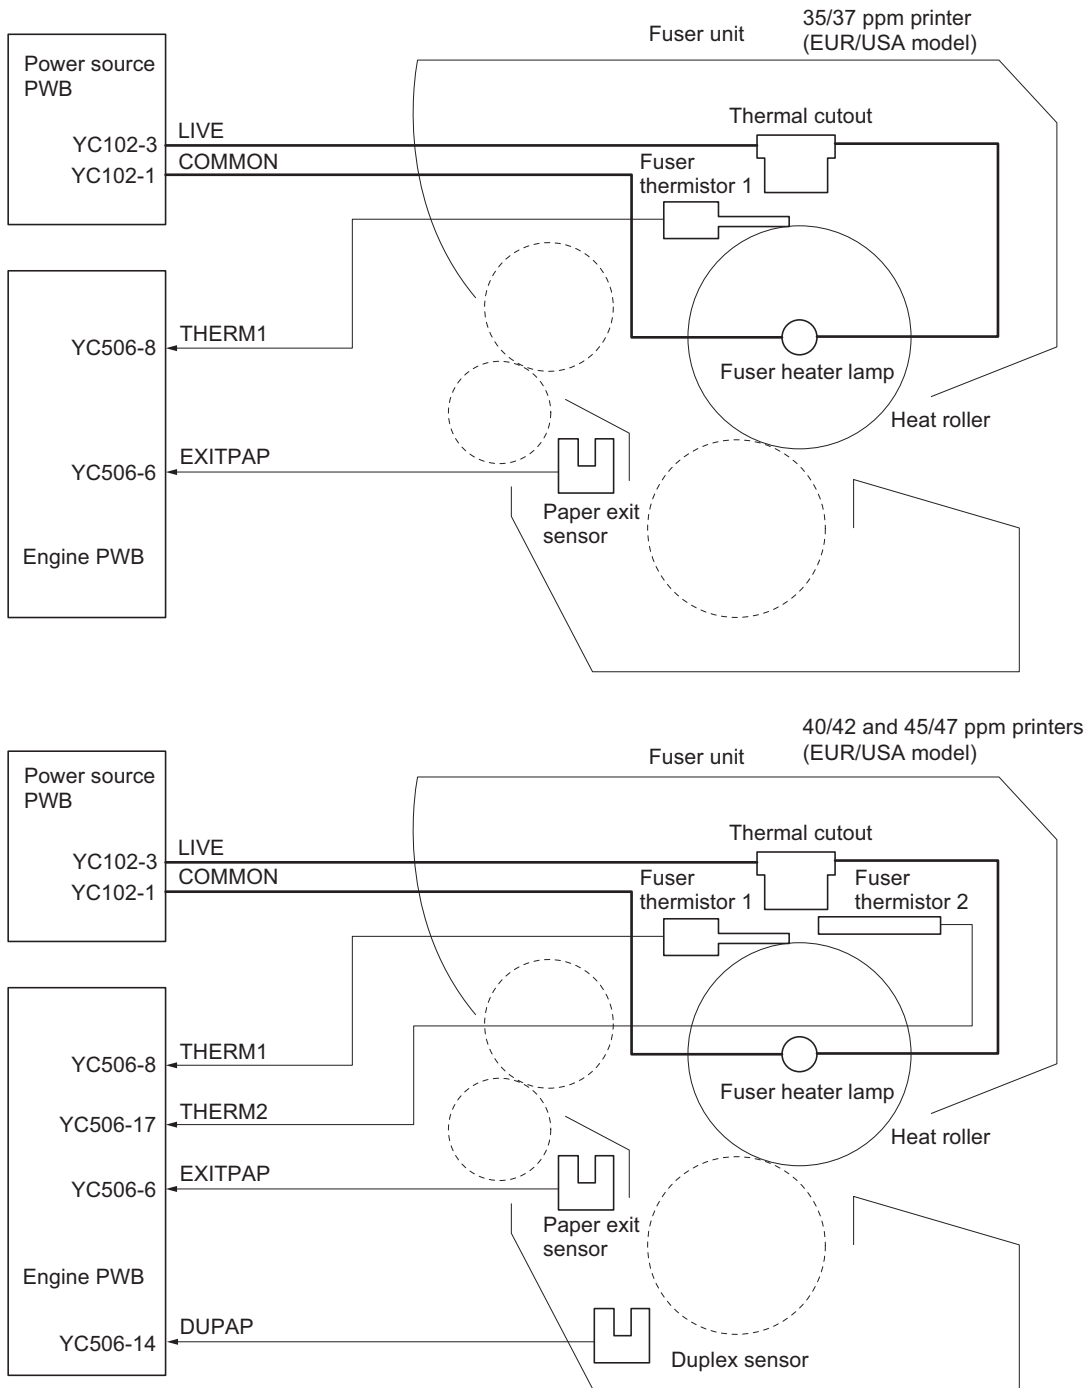 35/37 ppm printer
(EUR/USA model)
Fuser unit
Power source
PWB
Thermal cutout
LIVE
YC102-3
COMMON
YC102-1
Fuser
thermistor 1
THERM1
YC506-8
Fuser heater lamp
Heat roller
EXITPAP
YC506-6
Paper exit
sensor
Engine PWB
40/42 and 45/47 ppm printers
(EUR/USA model)
Fuser unit
Power source
PWB
Thermal cutout
LIVE
YC102-3
COMMON
YC102-1
Fuser
thermistor 1
Fuser
thermistor 2
THERM1
YC506-8
Fuser heater lamp
THERM2
YC506-17
Heat roller
EXITPAP
YC506-6
Paper exit
sensor
Engine PWB
DUPAP
YC506-14
Duplex sensor